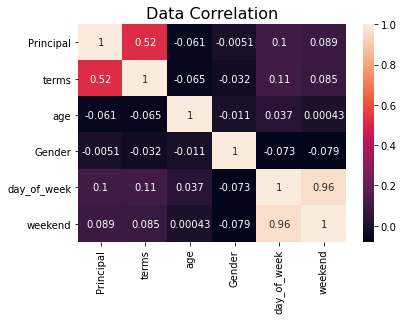 Data Correlation
Principal 1 0.52 -0.061 -0.0051 0.1 0.089
terms 0.52 1 -0.065 -0.032 0.11 0.085
age -0.061 -0.065 1 -0.011 0.037 0.00043
Gender -0.0051 -0.032 -0.011 1 -0.073 -0.079
day_of_week 0.1 0.11 0.037 -0.073 1 0.96
weekend 0.089 0.085 0.00043 -0.079 0.96 1
Principal terms age Gender day_of_week weekend
1.0
0.8
0.6
0.4
0.2
0.0